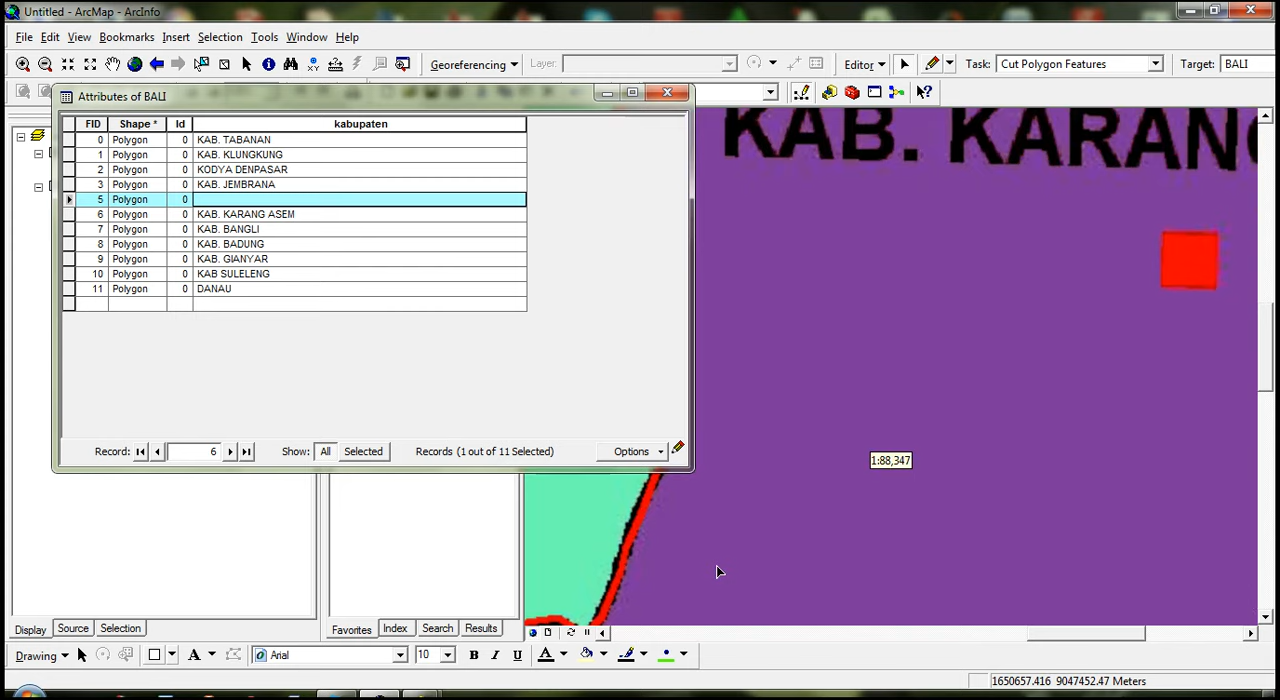 Untitled - ArcMap - ArcInfo
File Edit View Bookmarks Insert Selection Tools Window Help
Georeferencing Layer: Editor Task: Cut Polygon Features Target: BALI
Attributes of BALI
FID Shape * Id kabupaten
0 Polygon 0 KAB. TABANAN
1 Polygon 0 KAB. KLUNGKUNG
2 Polygon 0 KODYA DENPASAR
3 Polygon 0 KAB. JEMBRANA
5 Polygon 0
6 Polygon 0 KAB. KARANG ASEM
7 Polygon 0 KAB. BANGLI
8 Polygon 0 KAB. BADUNG
9 Polygon 0 KAB. GIANYAR
10 Polygon 0 KAB SULELENG
11 Polygon 0 DANAU
Record: 6 Show: All Selected Records (1 out of 11 Selected) Options
KAB. KARANG
1:88,347
Display Source Selection
Favorites Index Search Results
Drawing A Arial 10 B I U A
1650657.416 9047452.47 Meters